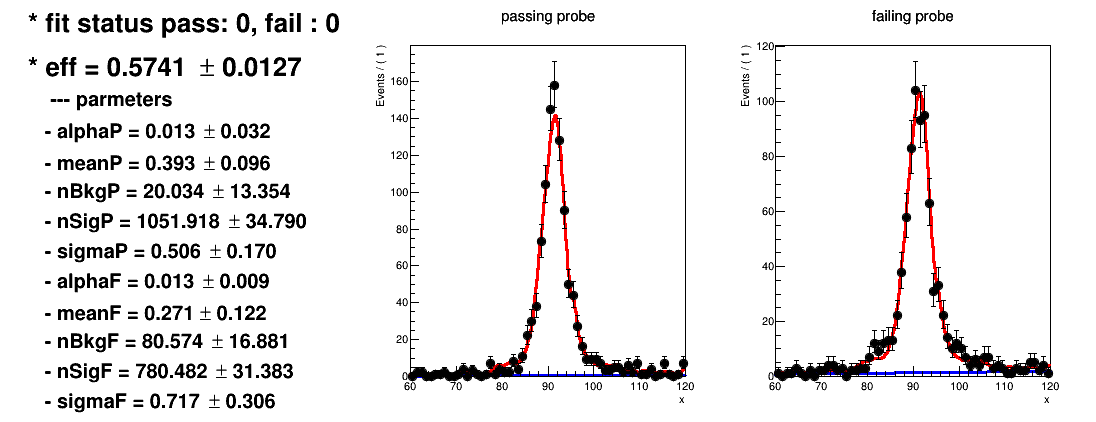 * fit status pass: 0, fail : 0
* eff = 0.5741 ± 0.0127
--- parmeters
- alphaP = 0.013 ± 0.032
- meanP = 0.393 ± 0.096
- nBkgP = 20.034 ± 13.354
- nSigP = 1051.918 ± 34.790
- sigmaP = 0.506 ± 0.170
- alphaF = 0.013 ± 0.009
- meanF = 0.271 ± 0.122
- nBkgF = 80.574 ± 16.881
- nSigF = 780.482 ± 31.383
- sigmaF = 0.717 ± 0.306
passing probe
Events / ( 1 )
160
140
120
100
80
60
40
20
0
60 70 80 90 100 110 120
x
failing probe
Events / ( 1 )
120
100
80
60
40
20
0
60 70 80 90 100 110 120
x